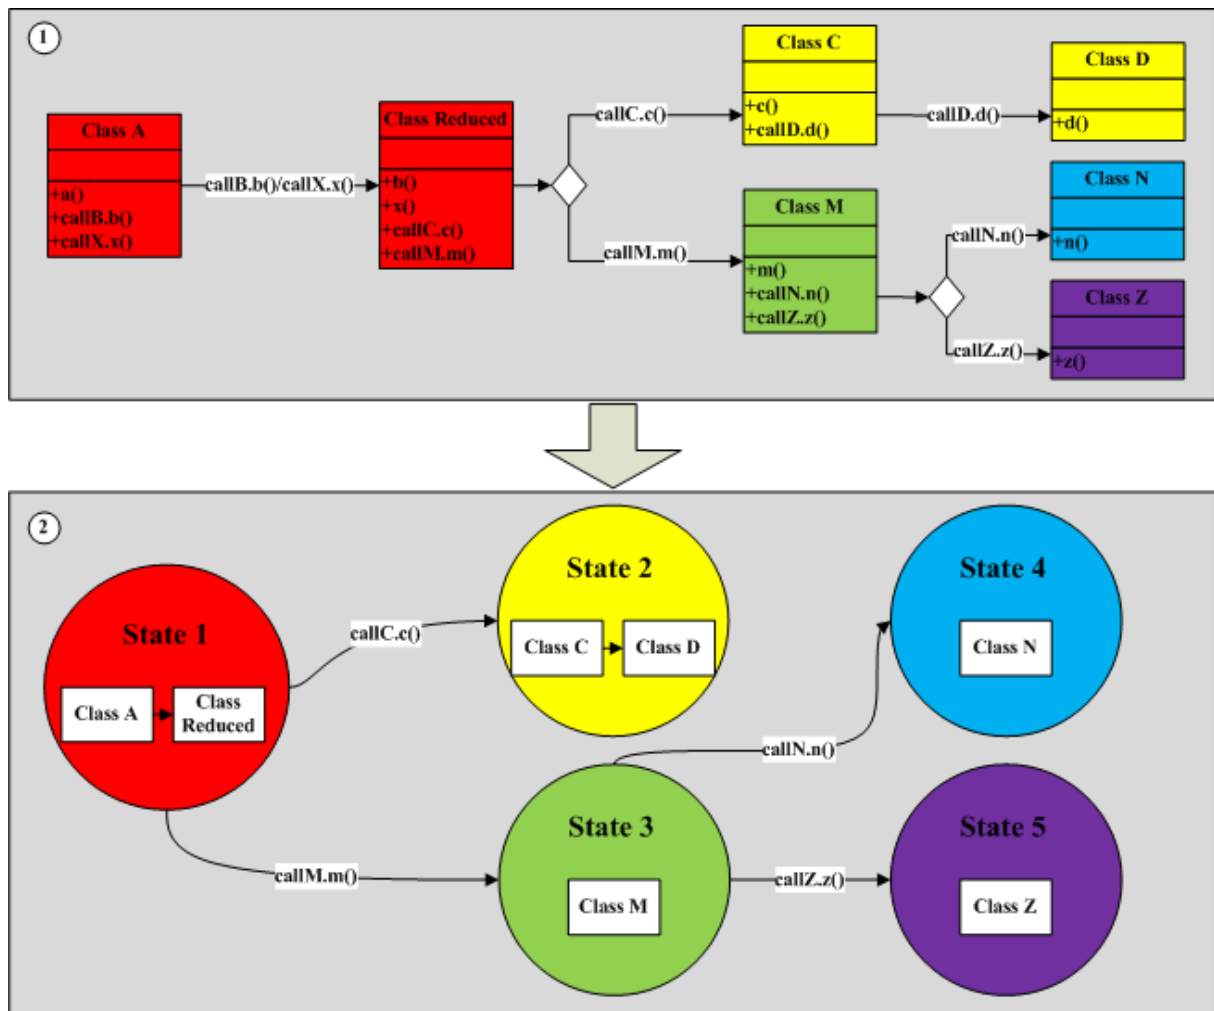 1
Class A
+a()
+callB.b()
+callX.x()
callB.b()/callX.x()
Class Reduced
+b()
+x()
+callC.c()
+callM.m()
callC.c()
callM.m()
Class C
+c()
+callD.d()
callD.d()
Class D
+d()
Class M
+m()
+callN.n()
+callZ.z()
callN.n()
callZ.z()
Class N
+n()
Class Z
+z()
2
State 1
Class A
Class
Reduced
callC.c()
callM.m()
State 2
Class C
Class D
State 3
Class M
callN.n()
callZ.z()
State 4
Class N
State 5
Class Z